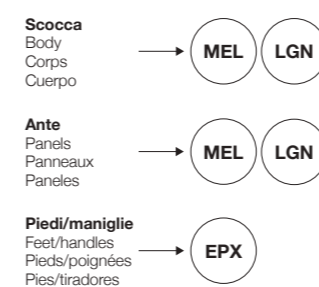 Scocca
Body
Corps
Cuerpo
MEL LGN
Ante
Panels
Panneaux
Paneles
MEL LGN
Piedi/maniglie
Feet/handles
Pieds/poignées
Pies/tiradores
EPX